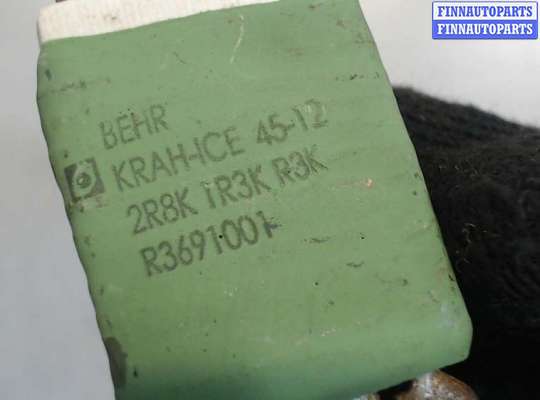 FINNAUTOPARTS
FINNAUTOPARTS
BEHR
KRAH-ICE 45-12
2R8K 1R3K R3K
R3691001